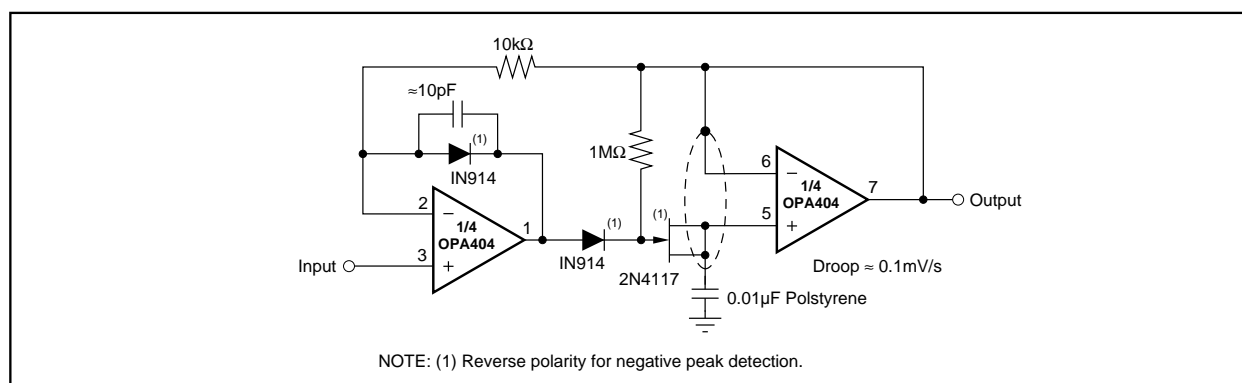 10kΩ
≈10pF
(1)
IN914
1MΩ
2
–
1/4
OPA404
1
3
+
Input
(1)
IN914
(1)
2N4117
6
–
1/4
OPA404
7
5
+
Output
Droop ≈ 0.1mV/s
0.01µF Polstyrene
NOTE: (1) Reverse polarity for negative peak detection.